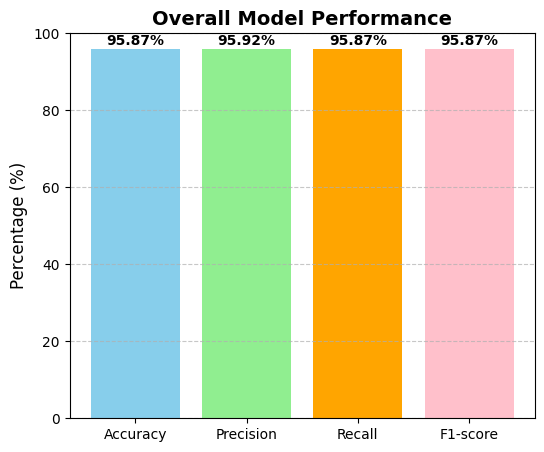 Overall Model Performance
95.87% 95.92% 95.87% 95.87%
100
80
60
40
20
0
Percentage (%)
Accuracy Precision Recall F1-score